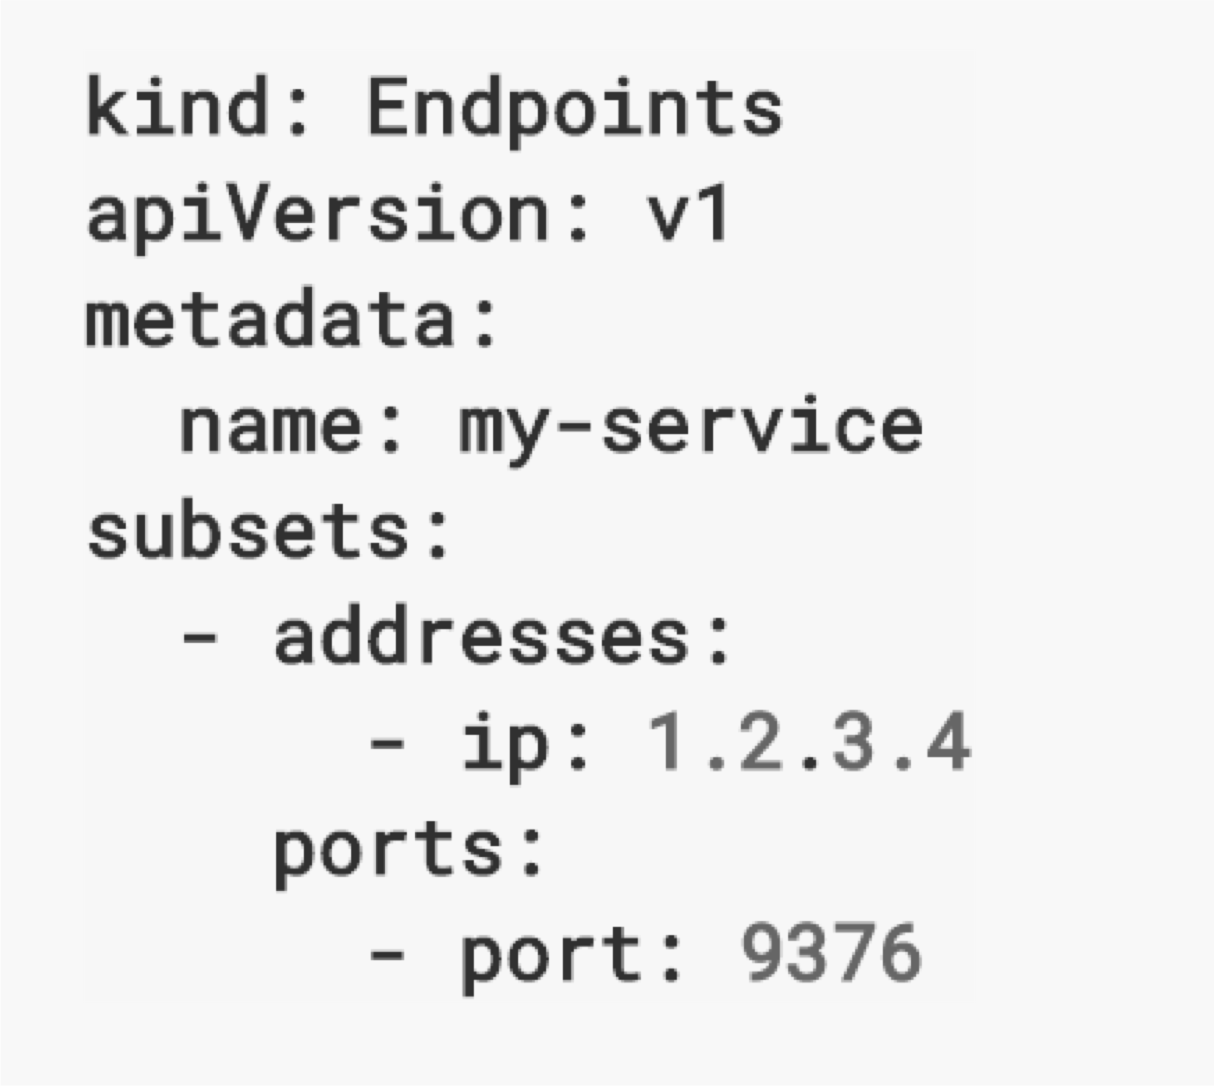 kind: Endpoints
apiVersion: v1
metadata:
  name: my-service
subsets:
  - addresses:
      - ip: 1.2.3.4
    ports:
      - port: 9376